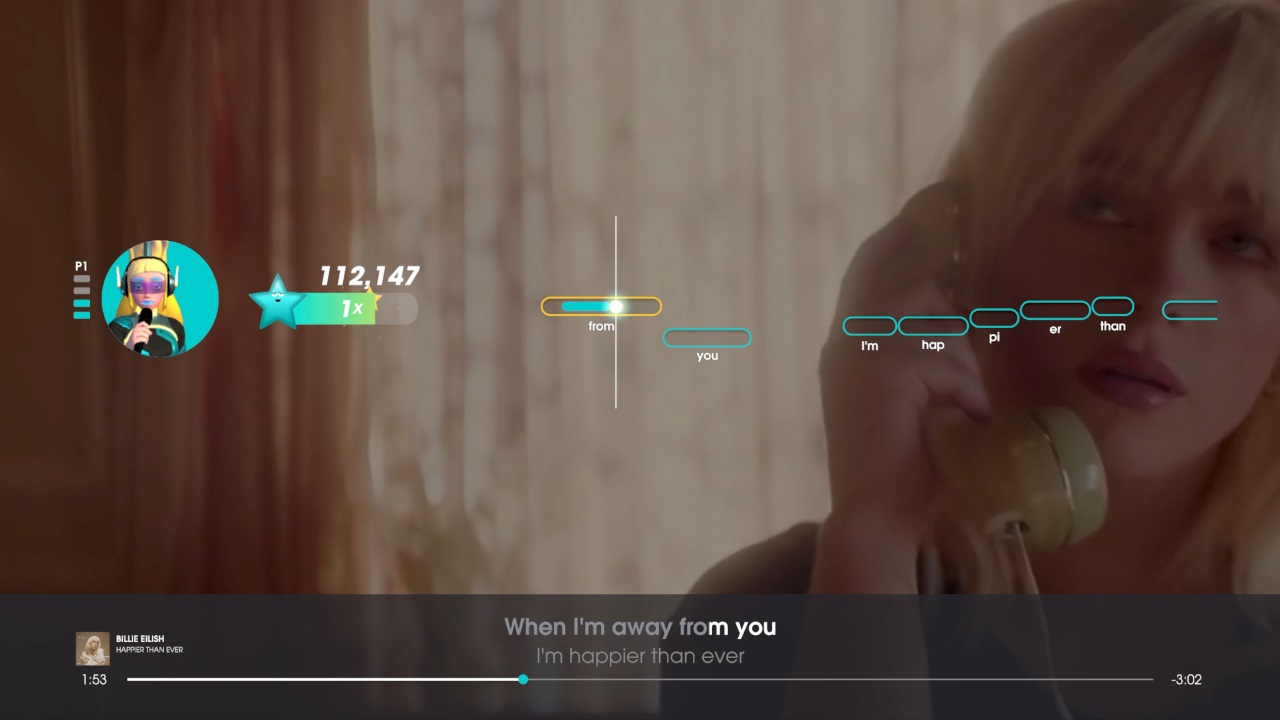 P1
112,147
1x
from
you
I'm
hap
pi
er
than
When I'm away from you
I'm happier than ever
BILLIE EILISH
HAPPIER THAN EVER
1:53
-3:02